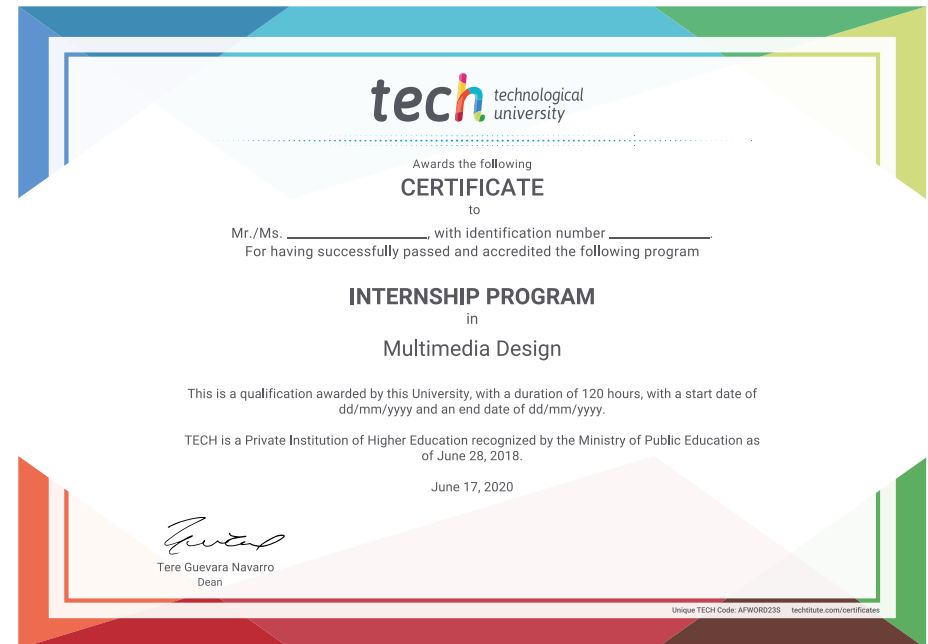 tech technological
university
Awards the following
CERTIFICATE
to
Mr./Ms. ____________________, with identification number ______________.
For having successfully passed and accredited the following program
INTERNSHIP PROGRAM
in
Multimedia Design
This is a qualification awarded by this University, with a duration of 120 hours, with a start date of
dd/mm/yyyy and an end date of dd/mm/yyyy.
TECH is a Private Institution of Higher Education recognized by the Ministry of Public Education as
of June 28, 2018.
June 17, 2020
Tere Guevara Navarro
Dean
Unique TECH Code: AFWORD23S techtitute.com/certificates